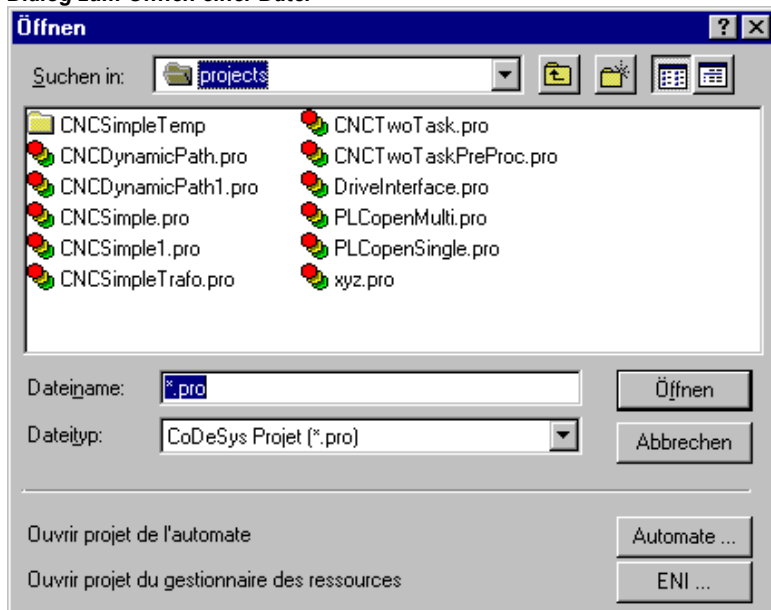 Dialog zum Öffnen einer Datei
Öffnen
Suchen in: projects
CNCSimpleTemp
CNCDynamicPath.pro
CNCDynamicPath1.pro
CNCSimple.pro
CNCSimple1.pro
CNCSimpleTrafo.pro
CNCTwoTask.pro
CNCTwoTaskPreProc.pro
DriveInterface.pro
PLCopenMulti.pro
PLCopenSingle.pro
xyz.pro
Dateiname: *.pro Öffnen
Dateityp: CoDeSys Projet (*.pro) Abbrechen
Ouvrir projet de l'automate Automate ...
Ouvrir projet du gestionnaire des ressources ENI ...